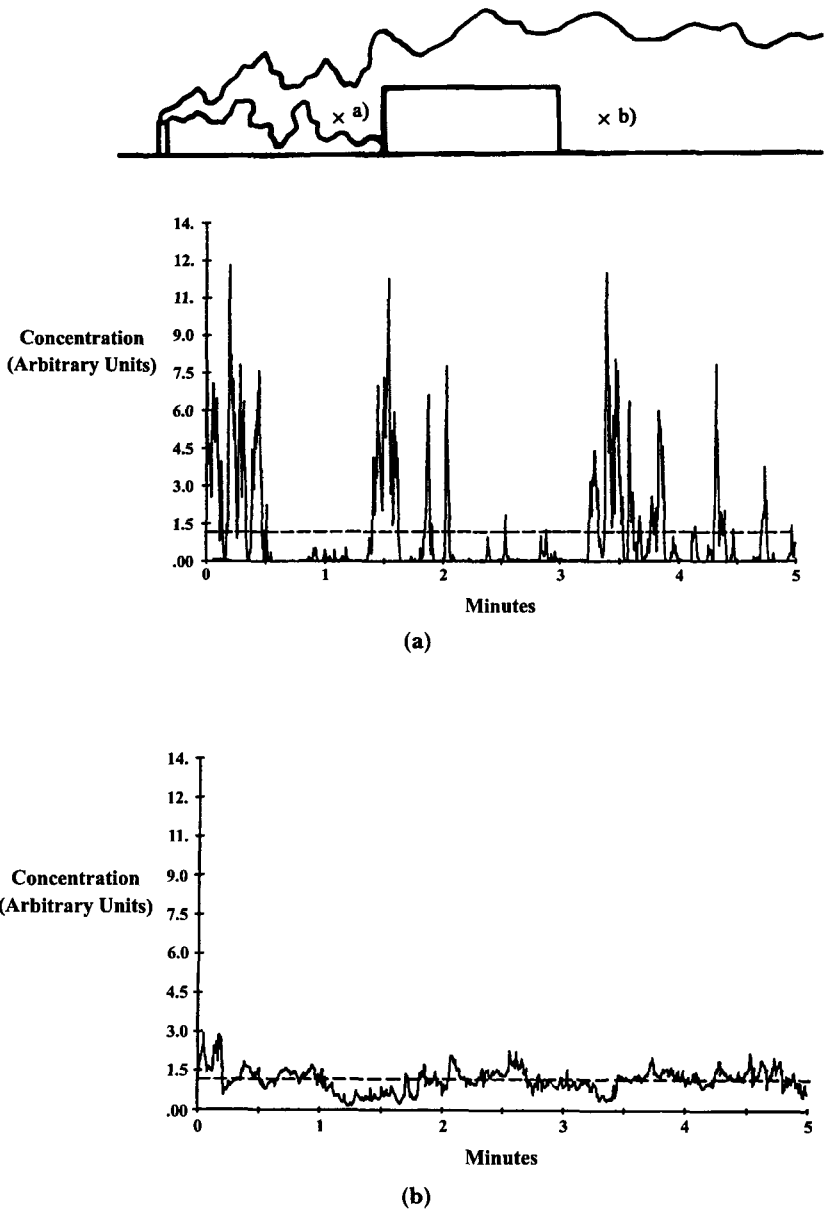 × a)
× b)
14.
12.
11.
9.0
7.5
6.0
4.5
3.0
1.5
.00
Concentration
(Arbitrary Units)
0 1 2 3 4 5
Minutes
(a)
14.
12.
11.
9.0
7.5
6.0
4.5
3.0
1.5
.00
Concentration
(Arbitrary Units)
0 1 2 3 4 5
Minutes
(b)